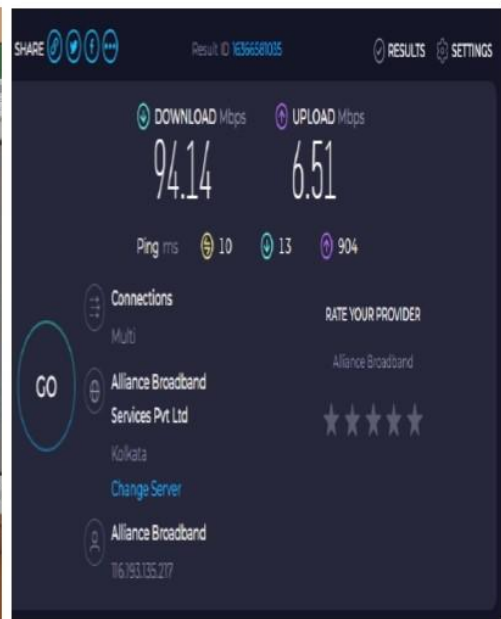 SHARE
Result ID 16366581035
RESULTS SETTINGS
DOWNLOAD Mbps UPLOAD Mbps
94.14 6.51
Ping ms 10 13 904
Connections
Multi
GO
Alliance Broadband
Services Pvt Ltd
Kolkata
Change Server
Alliance Broadband
116.193.135.217
RATE YOUR PROVIDER
Alliance Broadband